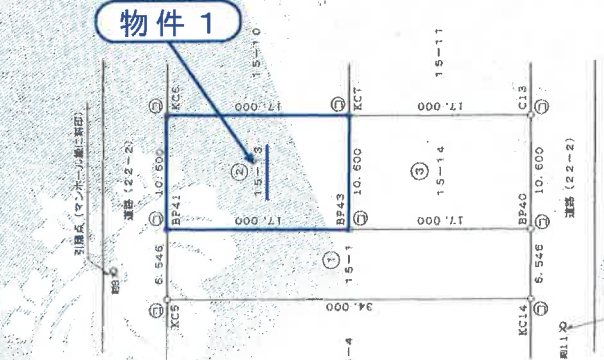 物件 1
引照点 (マンホール蓋に刻印)
道路 (22-2)
KC6
15-10
KC7
15-11
C13
17.000
17.000
10.600
②
15-13
10.600
③
15-14
10.600
道路 (22-2)
BP41
17.000
BP43
17.000
BP40
6.546
①
15-1
6.546
KC5
34.000
KC14
-4